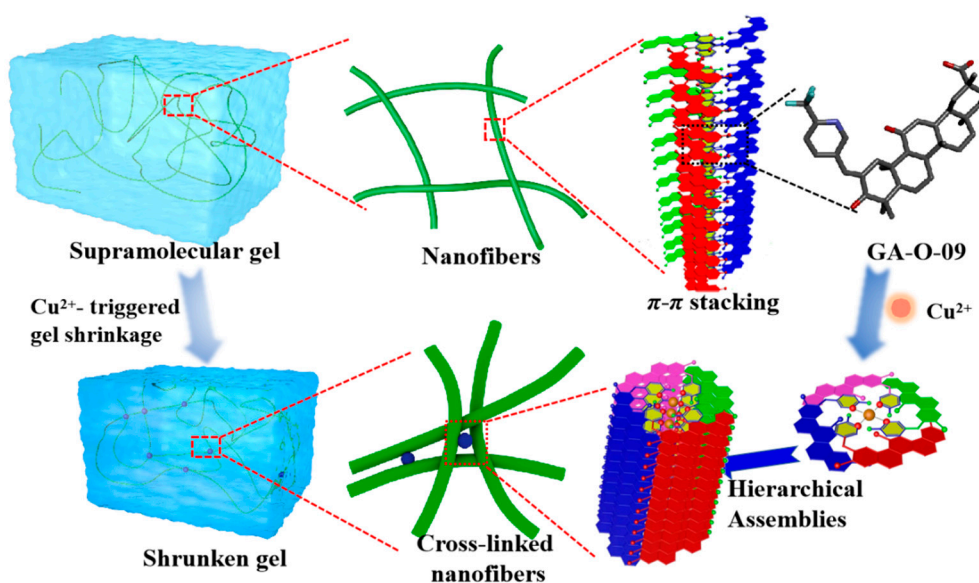 Supramolecular gel
Nanofibers
π-π stacking
GA-O-09
Cu²⁺- triggered
gel shrinkage
Cu²⁺
Shrunken gel
Cross-linked
nanofibers
Hierarchical
Assemblies